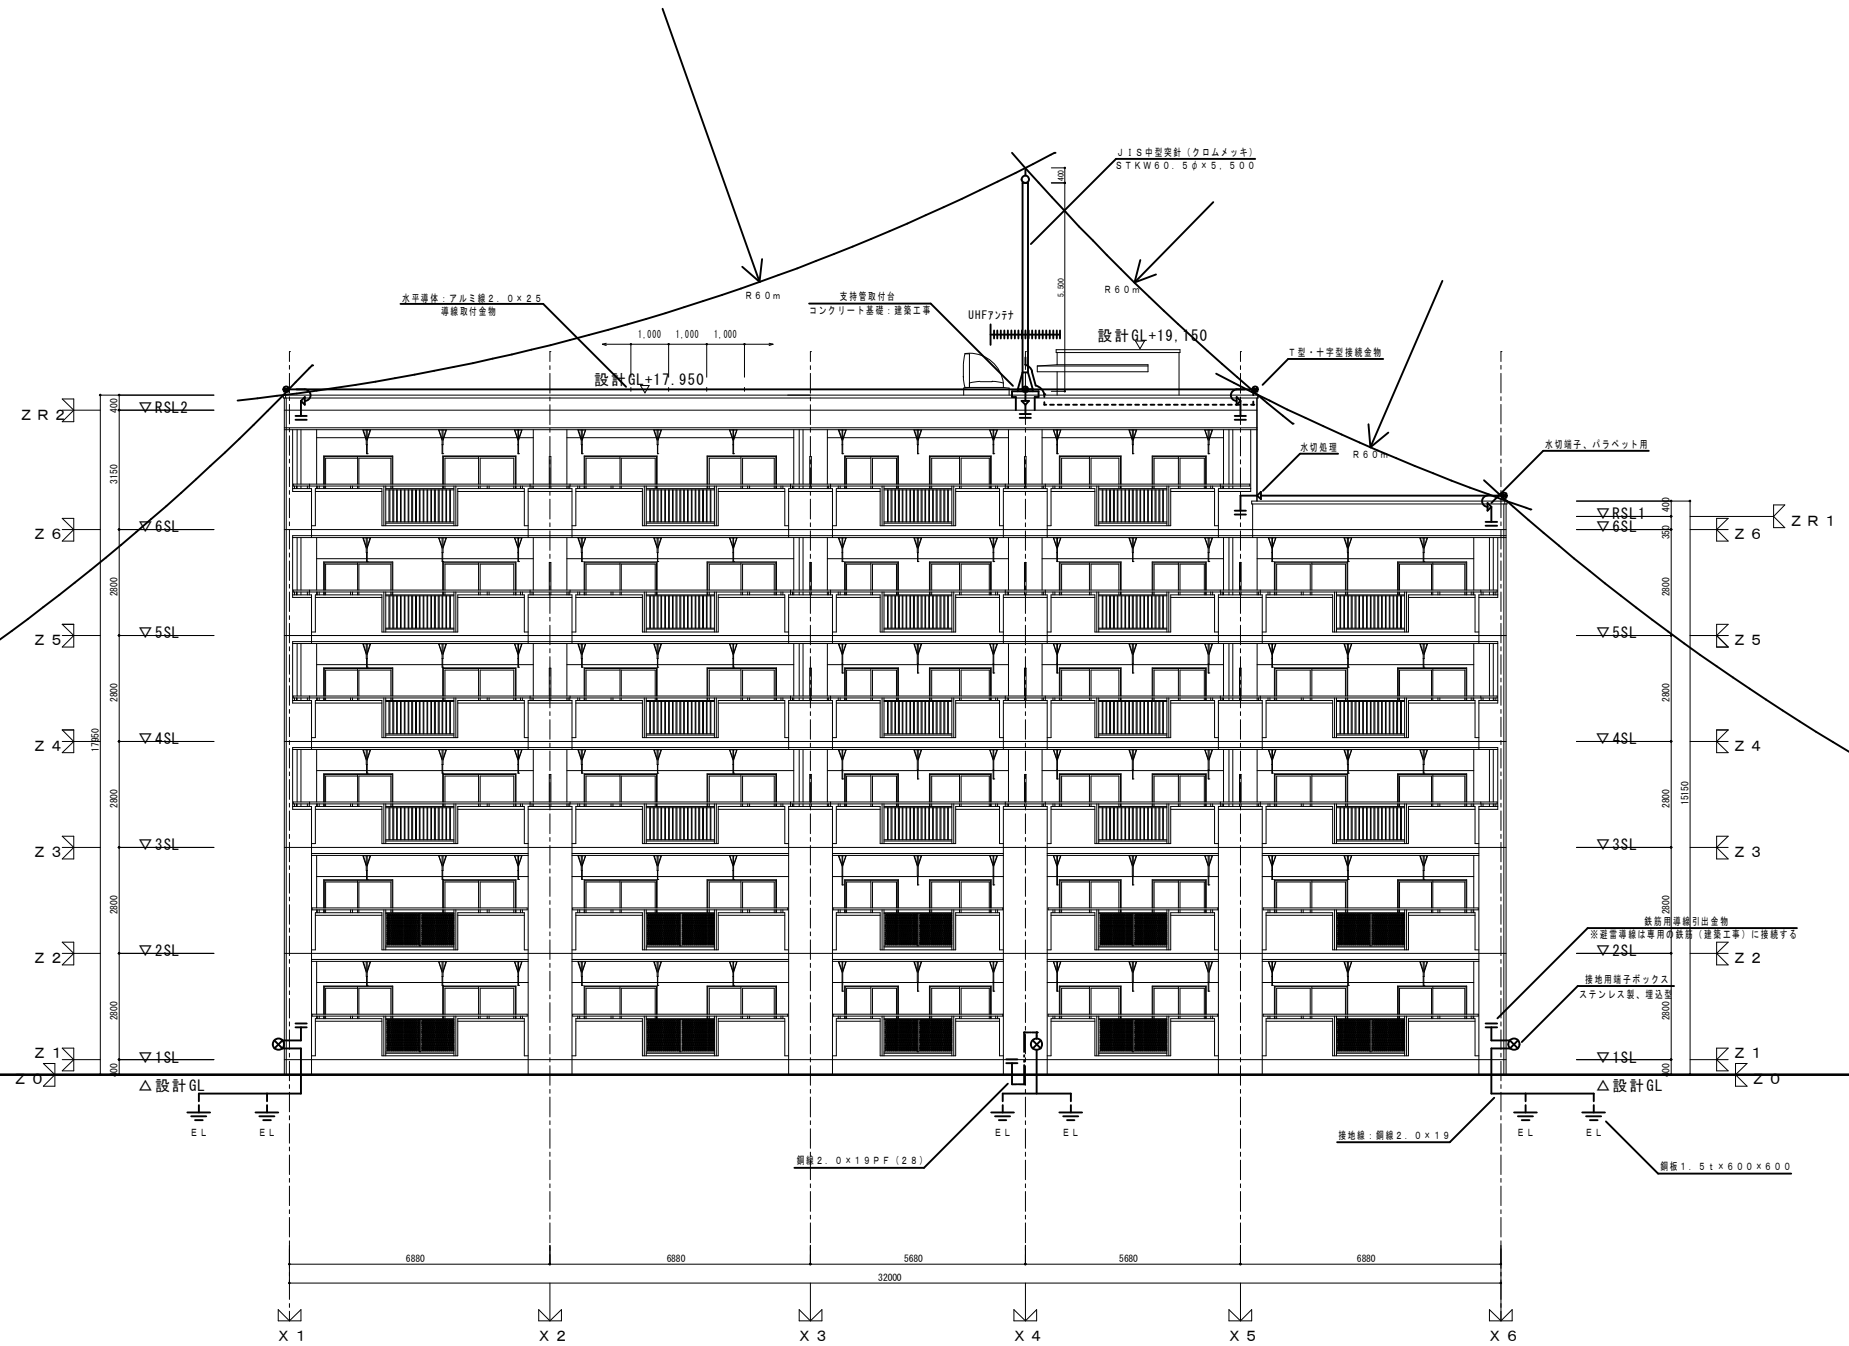 JIS中型突針（クロムメッキ）
STKW60.5φ×5,500
400
5,500
R60m
R60m
R60m
水平導体：アルミ線2.0×25
導線取付金物
支持管取付台
コンクリート基礎：建築工事
UHFアンテナ
設計GL+19,150
1,000 1,000 1,000
設計GL+17.950
T型・十字型接続金物
水切処理
水切端子、パラペット用
ZR2
▽RSL2
400
3150
Z6
▽6SL
2800
Z5
▽5SL
2800
Z4
▽4SL
17950
2800
Z3
▽3SL
2800
Z2
▽2SL
2800
Z1
▽1SL
400
Z0
△設計GL
400
▽RSL1
ZR1
350
▽6SL
Z6
2800
▽5SL
Z5
2800
▽4SL
Z4
2800
15150
▽3SL
Z3
2800
鉄筋用導線引出金物
※避雷導線は専用の鉄筋（建築工事）に接続する
▽2SL
Z2
接地用端子ボックス
ステンレス製、埋込型
2800
▽1SL
Z1
400
△設計GL
Z0
EL EL EL EL EL EL
銅線2.0×19PF(28)
接地線：銅線2.0×19
銅板1.5t×600×600
6880 6880 5680 5680 6880
32000
X1 X2 X3 X4 X5 X6